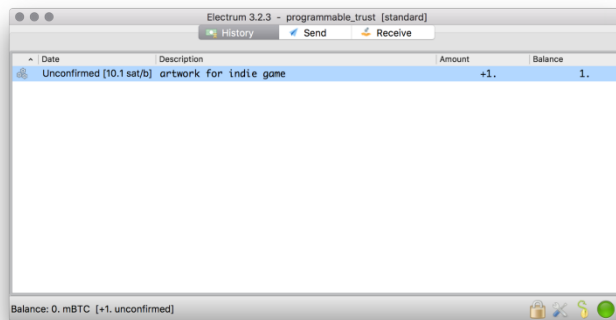 Electrum 3.2.3 - programmable_trust [standard]
History Send Receive
Date Description Amount Balance
Unconfirmed [10.1 sat/b] artwork for indie game +1. 1.
Balance: 0. mBTC [+1. unconfirmed]